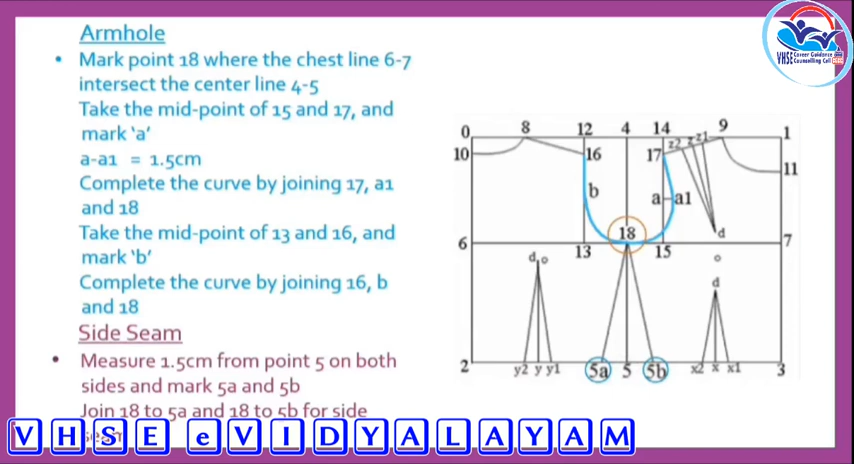 Armhole
• Mark point 18 where the chest line 6-7
intersect the center line 4-5
Take the mid-point of 15 and 17, and
mark 'a'
a-a1 = 1.5cm
Complete the curve by joining 17, a1
and 18
Take the mid-point of 13 and 16, and
mark 'b'
Complete the curve by joining 16, b
and 18
Side Seam
• Measure 1.5cm from point 5 on both
sides and mark 5a and 5b
Join 18 to 5a and 18 to 5b for side
VHSE eVIDYALAYAM
VHSE Career Guidance
Counselling Cell
0 8 12 4 14 9 1
z2 z z1
10 16 17 11
b a a1
18 d
6 13 15 7
d
d
2 y2 y y1 5a 5 5b x2 x x1 3